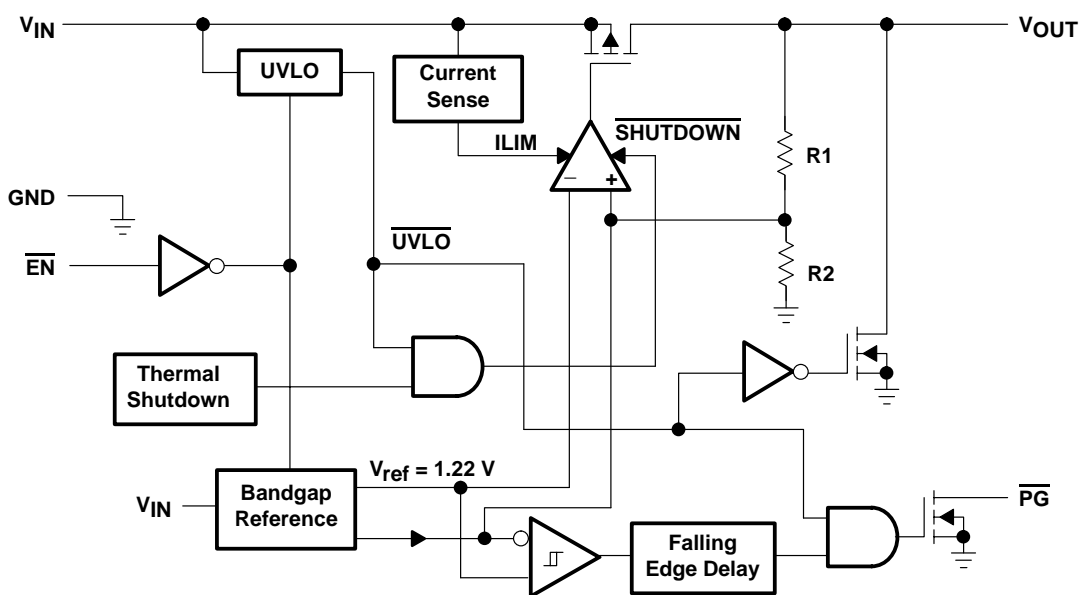 VIN
VOUT
UVLO
Current
Sense
SHUTDOWN
ILIM
R1
− +
GND
UVLO
EN
R2
Thermal
Shutdown
Vref = 1.22 V
VIN
Bandgap
Reference
PG
Falling
Edge Delay